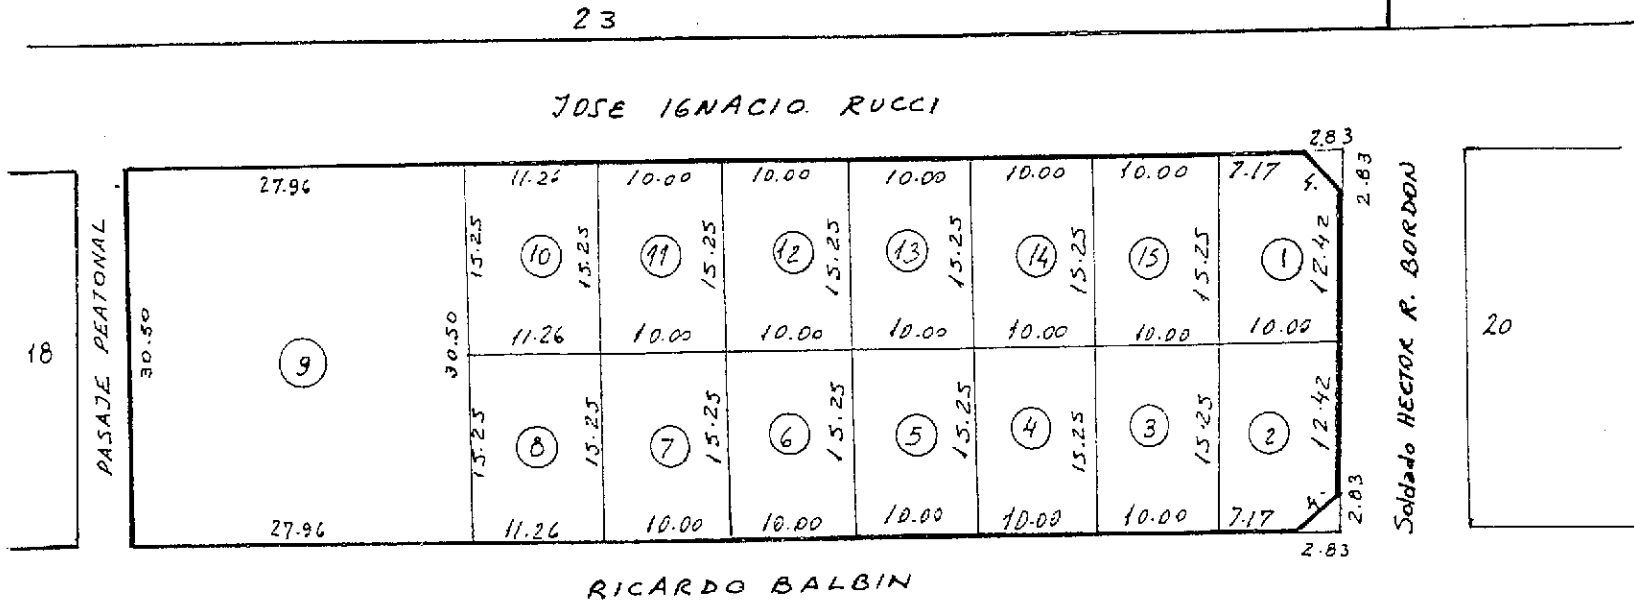 23
JOSE IGNACIO RUCCI
2.83
27.96 11.26 10.00 10.00 10.00 10.00 10.00 7.17 4. 2.83
15.25 10 15.25 11 15.25 12 15.25 13 15.25 14 15.25 15 15.25 1 12.42
11.26 10.00 10.00 10.00 10.00 10.00 10.00
18 PASAJE PEATONAL 30.50 9 30.50 Soldado HECTOR R. BORDON 20
15.25 8 15.25 7 15.25 6 15.25 5 15.25 4 15.25 3 15.25 2 12.42
27.96 11.26 10.00 10.00 10.00 10.00 10.00 7.17 4. 2.83
2.83
RICARDO BALBIN